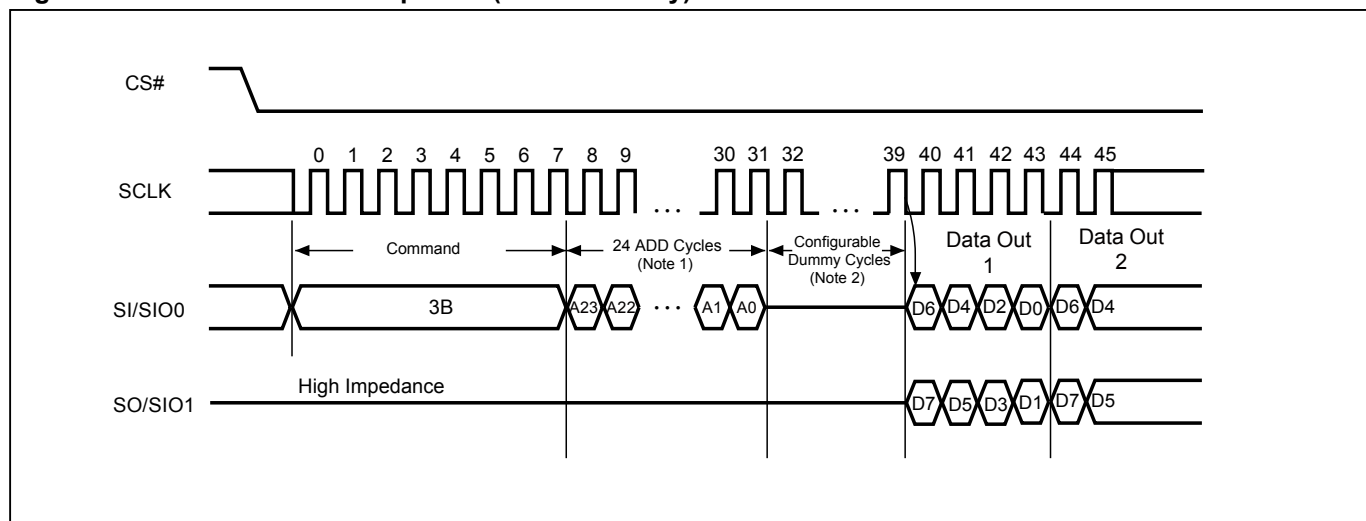 CS#
0 1 2 3 4 5 6 7 8 9 30 31 32 39 40 41 42 43 44 45
SCLK
... ...
Command
24 ADD Cycles
(Note 1)
Configurable
Dummy Cycles
(Note 2)
Data Out
1
Data Out
2
SI/SIO0
3B A23 A22 ... A1 A0 D6 D4 D2 D0 D6 D4
High Impedance
SO/SIO1
D7 D5 D3 D1 D7 D5